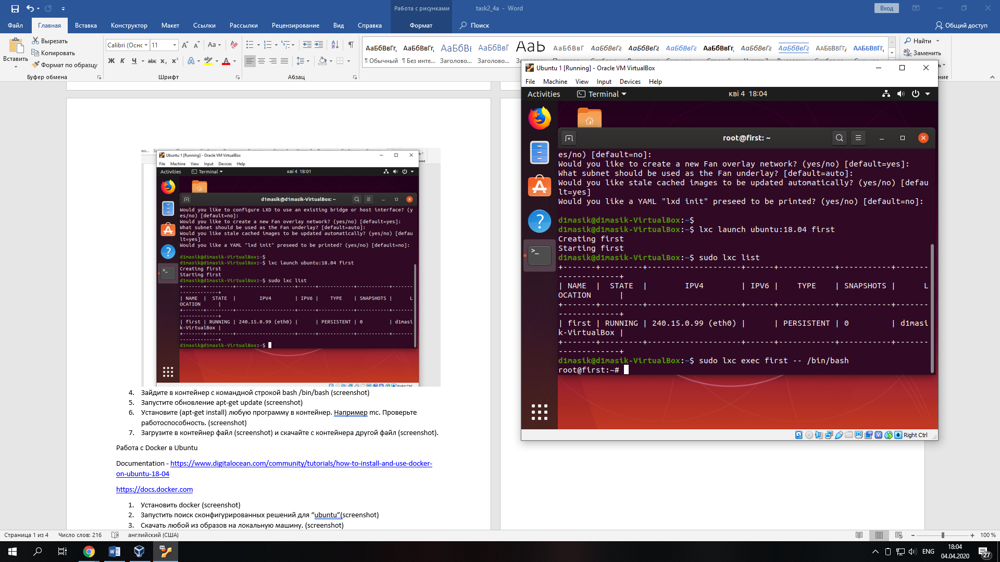 Работа с рисунками
task2_4a - Word
Вход
Файл
Главная
Вставка
Конструктор
Макет
Ссылки
Рассылки
Рецензирование
Вид
Справка
Формат
Поиск
Общий доступ
Вставить
Вырезать
Копировать
Формат по образцу
Буфер обмена
Calibri (Оснс
11
Шрифт
Абзац
АаБбВвГг,
АаБбВвГг,
АаБбВе
АаБбВвГ
Aab
АаБбВвГ
АаБбВвГг
АаБбВвГг
АаБбВвГг
АаБбВвГг,
АаБбВвГг
АаБбВвГг
АаБбВвГг,
АаБбВвГг,
¶ Обычный
¶ Без инте...
Заголово...
Заголово...
Найти
Заменить
Ubuntu 1 [Running] - Oracle VM VirtualBox
File Machine View Input Devices Help
Activities
Terminal
кві 4 18:04
root@first: ~
es/no) [default=no]:
Would you like to create a new Fan overlay network? (yes/no) [default=yes]:
What subnet should be used as the Fan underlay? [default=auto]:
Would you like stale cached images to be updated automatically? (yes/no) [defau
lt=yes]
Would you like a YAML "lxd init" preseed to be printed? (yes/no) [default=no]:
d1masik@d1masik-VirtualBox:~$
d1masik@d1masik-VirtualBox:~$ lxc launch ubuntu:18.04 first
Creating first
Starting first
d1masik@d1masik-VirtualBox:~$ sudo lxc list
+-------+---------+--------------------+------+------------+-----------+-------
-------------+
| NAME | STATE | IPV4 | IPV6 | TYPE | SNAPSHOTS | L
OCATION |
+-------+---------+--------------------+------+------------+-----------+-------
-------------+
| first | RUNNING | 240.15.0.99 (eth0) | | PERSISTENT | 0 | d1masi
k-VirtualBox |
+-------+---------+--------------------+------+------------+-----------+-------
-------------+
d1masik@d1masik-VirtualBox:~$ sudo lxc exec first -- /bin/bash
root@first:~#
Right Ctrl
Ubuntu 1 [Running] - Oracle VM VirtualBox
File Machine View Input Devices Help
Activities
Terminal
кві 4 18:01
d1masik@d1masik-VirtualBox: ~
Would you like to configure LXD to use an existing bridge or host interface? (y
es/no) [default=no]:
Would you like to create a new Fan overlay network? (yes/no) [default=yes]:
What subnet should be used as the Fan underlay? [default=auto]:
Would you like stale cached images to be updated automatically? (yes/no) [defau
lt=yes]
Would you like a YAML "lxd init" preseed to be printed? (yes/no) [default=no]:
d1masik@d1masik-VirtualBox:~$
d1masik@d1masik-VirtualBox:~$ lxc launch ubuntu:18.04 first
Creating first
Starting first
d1masik@d1masik-VirtualBox:~$ sudo lxc list
+-------+---------+--------------------+------+------------+-----------+-------
-------------+
| NAME | STATE | IPV4 | IPV6 | TYPE | SNAPSHOTS | L
OCATION |
+-------+---------+--------------------+------+------------+-----------+-------
-------------+
| first | RUNNING | 240.15.0.99 (eth0) | | PERSISTENT | 0 | d1masi
k-VirtualBox |
+-------+---------+--------------------+------+------------+-----------+-------
-------------+
d1masik@d1masik-VirtualBox:~$
4. Зайдите в контейнер с командной строкой bash /bin/bash (screenshot)
5. Запустите обновление apt-get update (screenshot)
6. Установите (apt-get install) любую программу в контейнер. Например mc. Проверьте
работоспособность. (screenshot)
7. Загрузите в контейнер файл (screenshot) и скачайте с контейнера другой файл (screenshot).
Работа с Docker в Ubuntu
Documentation - https://www.digitalocean.com/community/tutorials/how-to-install-and-use-docker-
on-ubuntu-18-04
https://docs.docker.com
1. Установить docker (screenshot)
2. Запустить поиск сконфигурированных решений для “ubuntu”(screenshot)
3. Скачать любой из образов на локальную машину. (screenshot)
Страница 1 из 4
Число слов: 216
английский (США)
100 %
ENG
18:04
04.04.2020
27